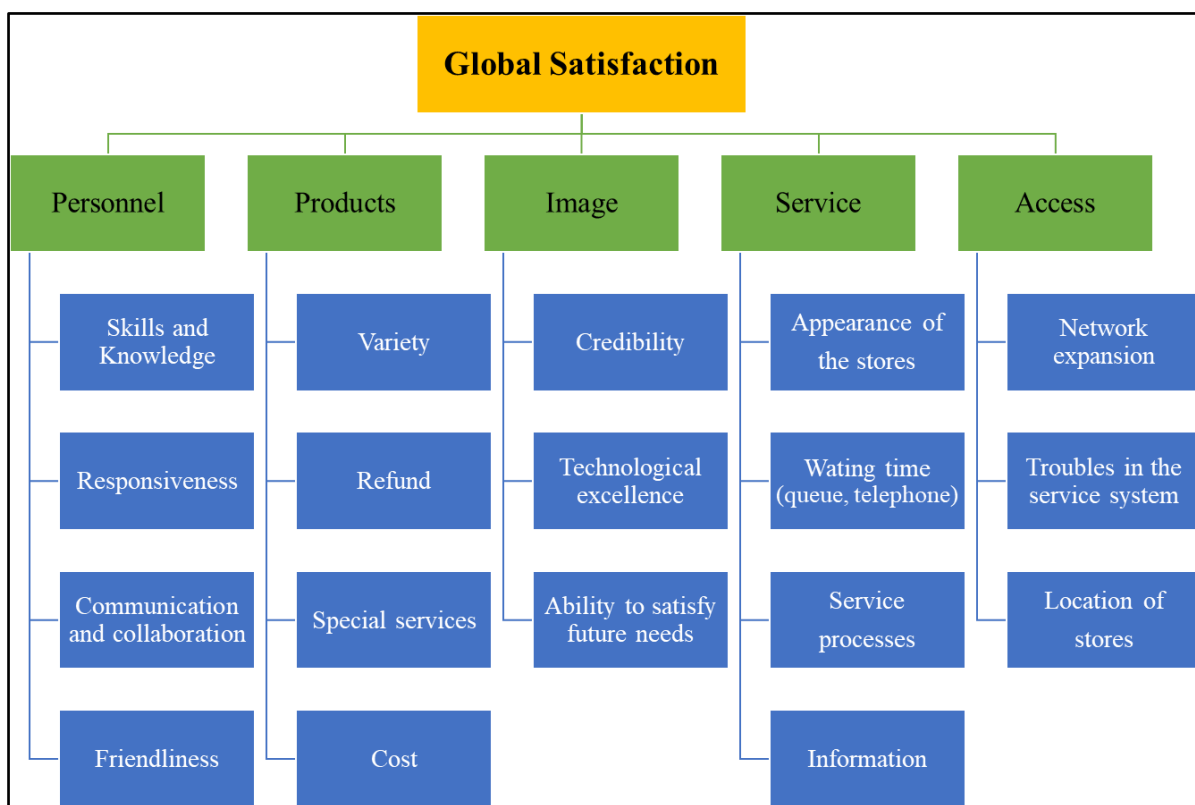 Global Satisfaction
Personnel
Products
Image
Service
Access
Skills and
Knowledge
Variety
Credibility
Appearance of
the stores
Network
expansion
Responsiveness
Refund
Technological
excellence
Wating time
(queue, telephone)
Troubles in the
service system
Communication
and collaboration
Special services
Ability to satisfy
future needs
Service
processes
Location of
stores
Friendliness
Cost
Information